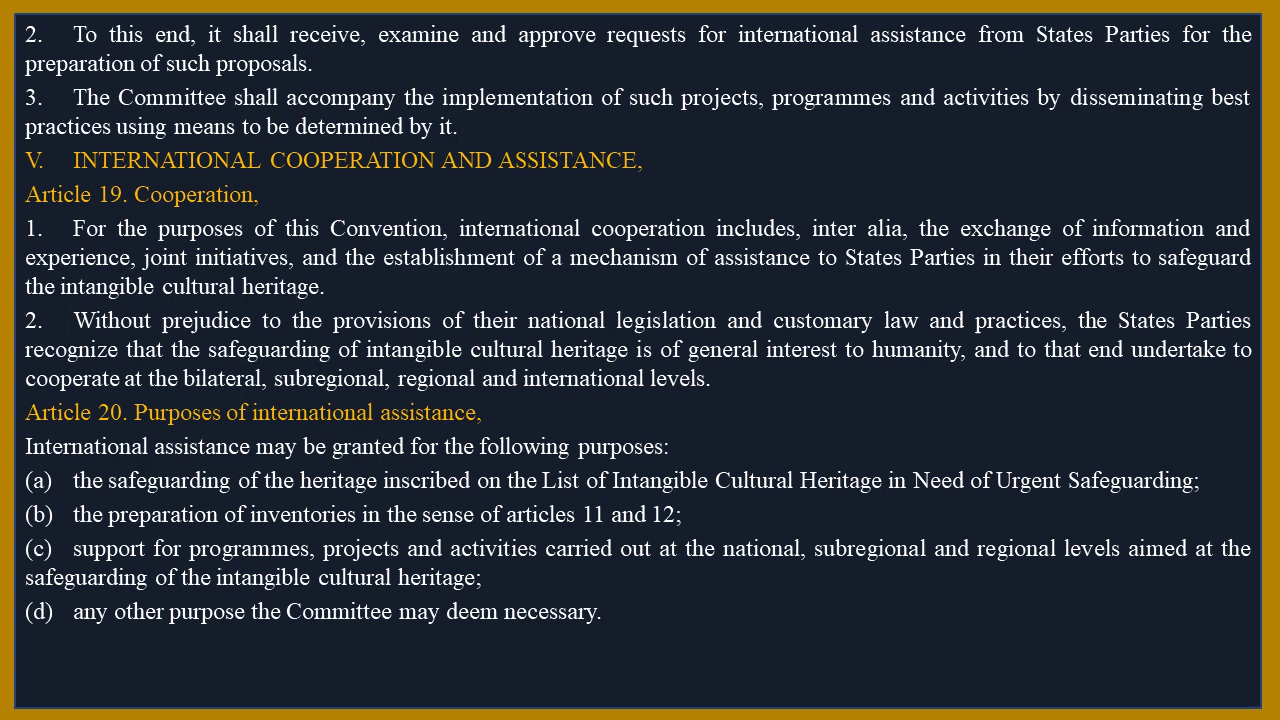 2. To this end, it shall receive, examine and approve requests for international assistance from States Parties for the
preparation of such proposals.
3. The Committee shall accompany the implementation of such projects, programmes and activities by disseminating best
practices using means to be determined by it.
V. INTERNATIONAL COOPERATION AND ASSISTANCE,
Article 19. Cooperation,
1. For the purposes of this Convention, international cooperation includes, inter alia, the exchange of information and
experience, joint initiatives, and the establishment of a mechanism of assistance to States Parties in their efforts to safeguard
the intangible cultural heritage.
2. Without prejudice to the provisions of their national legislation and customary law and practices, the States Parties
recognize that the safeguarding of intangible cultural heritage is of general interest to humanity, and to that end undertake to
cooperate at the bilateral, subregional, regional and international levels.
Article 20. Purposes of international assistance,
International assistance may be granted for the following purposes:
(a) the safeguarding of the heritage inscribed on the List of Intangible Cultural Heritage in Need of Urgent Safeguarding;
(b) the preparation of inventories in the sense of articles 11 and 12;
(c) support for programmes, projects and activities carried out at the national, subregional and regional levels aimed at the
safeguarding of the intangible cultural heritage;
(d) any other purpose the Committee may deem necessary.